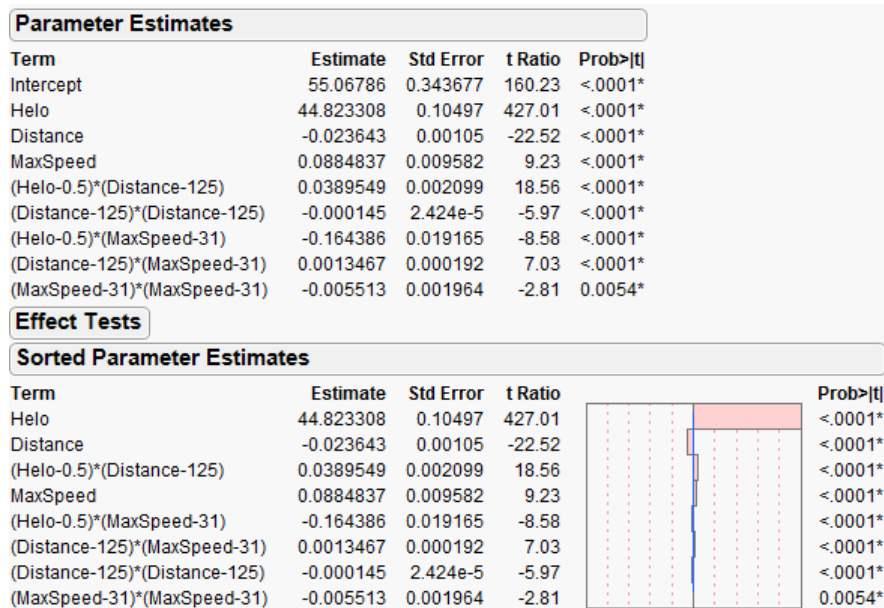 Parameter Estimates
Term Estimate Std Error t Ratio Prob>|t|
Intercept 55.06786 0.343677 160.23 <.0001*
Helo 44.823308 0.10497 427.01 <.0001*
Distance -0.023643 0.00105 -22.52 <.0001*
MaxSpeed 0.0884837 0.009582 9.23 <.0001*
(Helo-0.5)*(Distance-125) 0.0389549 0.002099 18.56 <.0001*
(Distance-125)*(Distance-125) -0.000145 2.424e-5 -5.97 <.0001*
(Helo-0.5)*(MaxSpeed-31) -0.164386 0.019165 -8.58 <.0001*
(Distance-125)*(MaxSpeed-31) 0.0013467 0.000192 7.03 <.0001*
(MaxSpeed-31)*(MaxSpeed-31) -0.005513 0.001964 -2.81 0.0054*
Effect Tests
Sorted Parameter Estimates
Term Estimate Std Error t Ratio Prob>|t|
Helo 44.823308 0.10497 427.01 <.0001*
Distance -0.023643 0.00105 -22.52 <.0001*
(Helo-0.5)*(Distance-125) 0.0389549 0.002099 18.56 <.0001*
MaxSpeed 0.0884837 0.009582 9.23 <.0001*
(Helo-0.5)*(MaxSpeed-31) -0.164386 0.019165 -8.58 <.0001*
(Distance-125)*(MaxSpeed-31) 0.0013467 0.000192 7.03 <.0001*
(Distance-125)*(Distance-125) -0.000145 2.424e-5 -5.97 <.0001*
(MaxSpeed-31)*(MaxSpeed-31) -0.005513 0.001964 -2.81 0.0054*